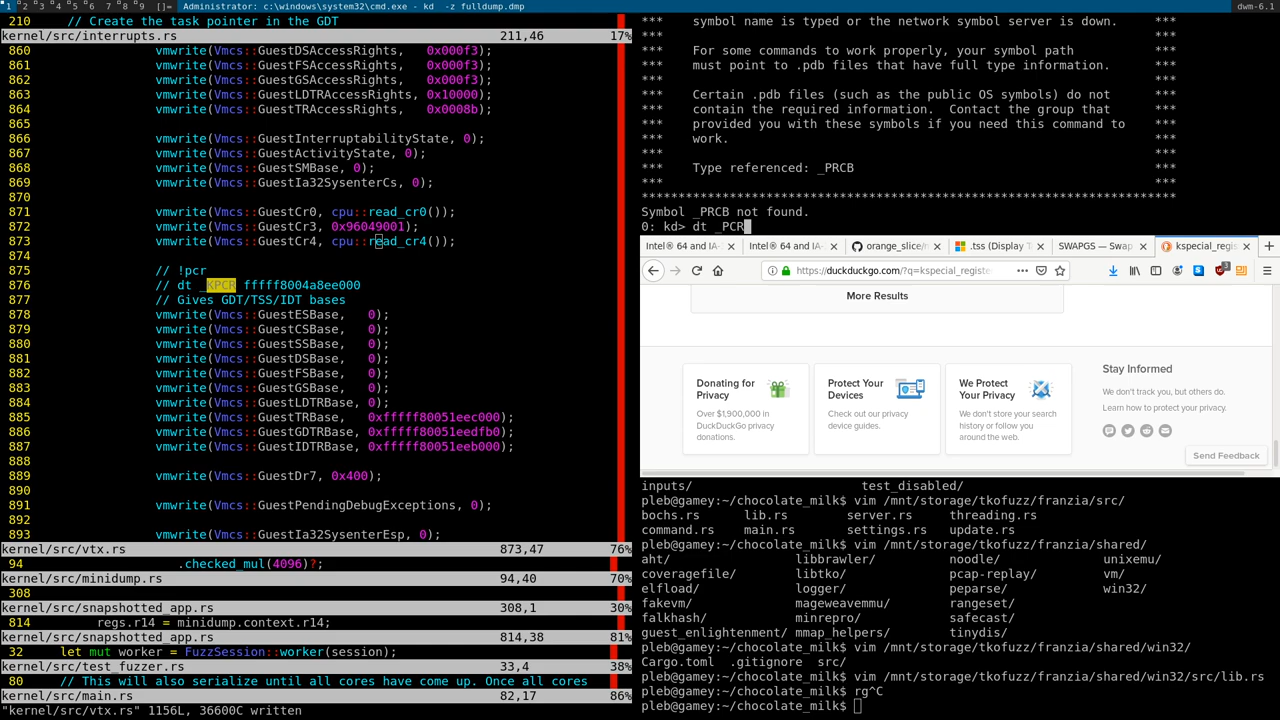 1 2 3 4 5 6 7 8 9 []= Administrator: c:\windows\system32\cmd.exe - kd  -z fulldump.dmp dwm-6.1
210     // Create the task pointer in the GDT
kernel/src/interrupts.rs 211,46 17%
860 vmwrite(Vmcs::GuestDSAccessRights,   0x000f3);
861 vmwrite(Vmcs::GuestFSAccessRights,   0x000f3);
862 vmwrite(Vmcs::GuestGSAccessRights,   0x000f3);
863 vmwrite(Vmcs::GuestLDTRAccessRights, 0x10000);
864 vmwrite(Vmcs::GuestTRAccessRights,   0x0008b);
865
866 vmwrite(Vmcs::GuestInterruptabilityState, 0);
867 vmwrite(Vmcs::GuestActivityState, 0);
868 vmwrite(Vmcs::GuestSMBase, 0);
869 vmwrite(Vmcs::GuestIa32SysenterCs, 0);
870
871 vmwrite(Vmcs::GuestCr0, cpu::read_cr0());
872 vmwrite(Vmcs::GuestCr3, 0x96049001);
873 vmwrite(Vmcs::GuestCr4, cpu::read_cr4());
874
875 // !pcr
876 // dt _KPCR fffff8004a8ee000
877 // Gives GDT/TSS/IDT bases
878 vmwrite(Vmcs::GuestESBase,   0);
879 vmwrite(Vmcs::GuestCSBase,   0);
880 vmwrite(Vmcs::GuestSSBase,   0);
881 vmwrite(Vmcs::GuestDSBase,   0);
882 vmwrite(Vmcs::GuestFSBase,   0);
883 vmwrite(Vmcs::GuestGSBase,   0);
884 vmwrite(Vmcs::GuestLDTRBase, 0);
885 vmwrite(Vmcs::GuestTRBase,   0xfffff80051eec000);
886 vmwrite(Vmcs::GuestGDTRBase, 0xfffff80051eedfb0);
887 vmwrite(Vmcs::GuestIDTRBase, 0xfffff80051eeb000);
888
889 vmwrite(Vmcs::GuestDr7, 0x400);
890
891 vmwrite(Vmcs::GuestPendingDebugExceptions, 0);
892
893 vmwrite(Vmcs::GuestIa32SysenterEsp, 0);
kernel/src/vtx.rs 873,47 76%
94 .checked_mul(4096)?;
kernel/src/minidump.rs 94,40 70%
308
kernel/src/snapshotted_app.rs 308,1 30%
814 regs.r14 = minidump.context.r14;
kernel/src/snapshotted_app.rs 814,38 81%
32 let mut worker = FuzzSession::worker(session);
kernel/src/test_fuzzer.rs 33,4 38%
80 // This will also serialize until all cores have come up. Once all cores
kernel/src/main.rs 82,17 86%
"kernel/src/vtx.rs" 1156L, 36600C written
***    symbol name is typed or the network symbol server is down.     ***
***    ***
***    For some commands to work properly, your symbol path    ***
***    must point to .pdb files that have full type information.    ***
***    ***
***    Certain .pdb files (such as the public OS symbols) do not    ***
***    contain the required information.  Contact the group that    ***
***    provided you with these symbols if you need this command to    ***
***    work.    ***
***    ***
***    Type referenced: _PRCB    ***
***    ***
*************************************************************************
Symbol _PRCB not found.
0: kd> dt _PCR
Intel® 64 and IA- Intel® 64 and IA- orange_slice/m .tss (Display T SWAPGS — Swap kspecial_regis
https://duckduckgo.com/?q=kspecial_registe 3
More Results
Donating for
Privacy
Over $1,900,000 in
DuckDuckGo privacy
donations.
Protect Your
Devices
Check out our privacy
device guides.
We Protect
Your Privacy
We don't store your search
history or follow you
around the web.
Stay Informed
We don't track you, but others do.
Learn how to protect your privacy.
Send Feedback
inputs/ test_disabled/
pleb@gamey:~/chocolate_milk$ vim /mnt/storage/tkofuzz/franzia/src/
bochs.rs lib.rs server.rs threading.rs
command.rs main.rs settings.rs update.rs
pleb@gamey:~/chocolate_milk$ vim /mnt/storage/tkofuzz/franzia/shared/
aht/ libbrawler/ noodle/ unixemu/
coveragefile/ libtko/ pcap-replay/ vm/
elfload/ logger/ peparse/ win32/
fakevm/ mageweavemmu/ rangeset/
falkhash/ minrepro/ safecast/
guest_enlightenment/ mmap_helpers/ tinydis/
pleb@gamey:~/chocolate_milk$ vim /mnt/storage/tkofuzz/franzia/shared/win32/
Cargo.toml .gitignore src/
pleb@gamey:~/chocolate_milk$ vim /mnt/storage/tkofuzz/franzia/shared/win32/src/lib.rs
pleb@gamey:~/chocolate_milk$ rg^C
pleb@gamey:~/chocolate_milk$